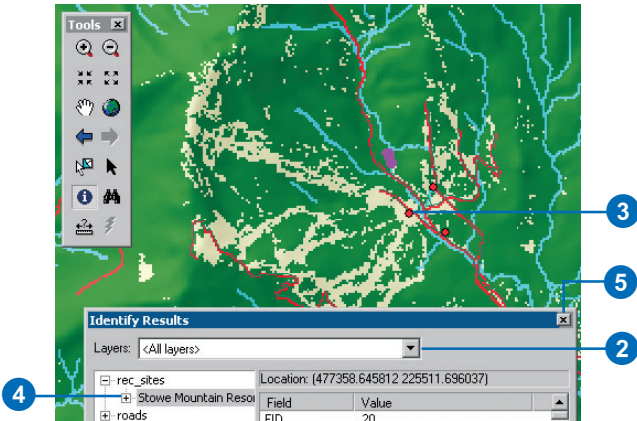 Tools
3
5
Identify Results
Layers: <All layers>
2
rec_sites
Location: (477358.645812 225511.696037)
4
Stowe Mountain Resor
Field Value
roads
FID 20